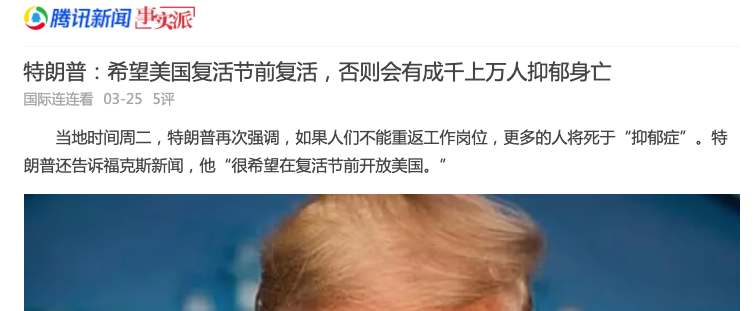 腾讯新闻 事实派
特朗普：希望美国复活节前复活，否则会有成千上万人抑郁身亡
国际连连看 03-25 5评
当地时间周二，特朗普再次强调，如果人们不能重返工作岗位，更多的人将死于“抑郁症”。特
朗普还告诉福克斯新闻，他“很希望在复活节前开放美国。”